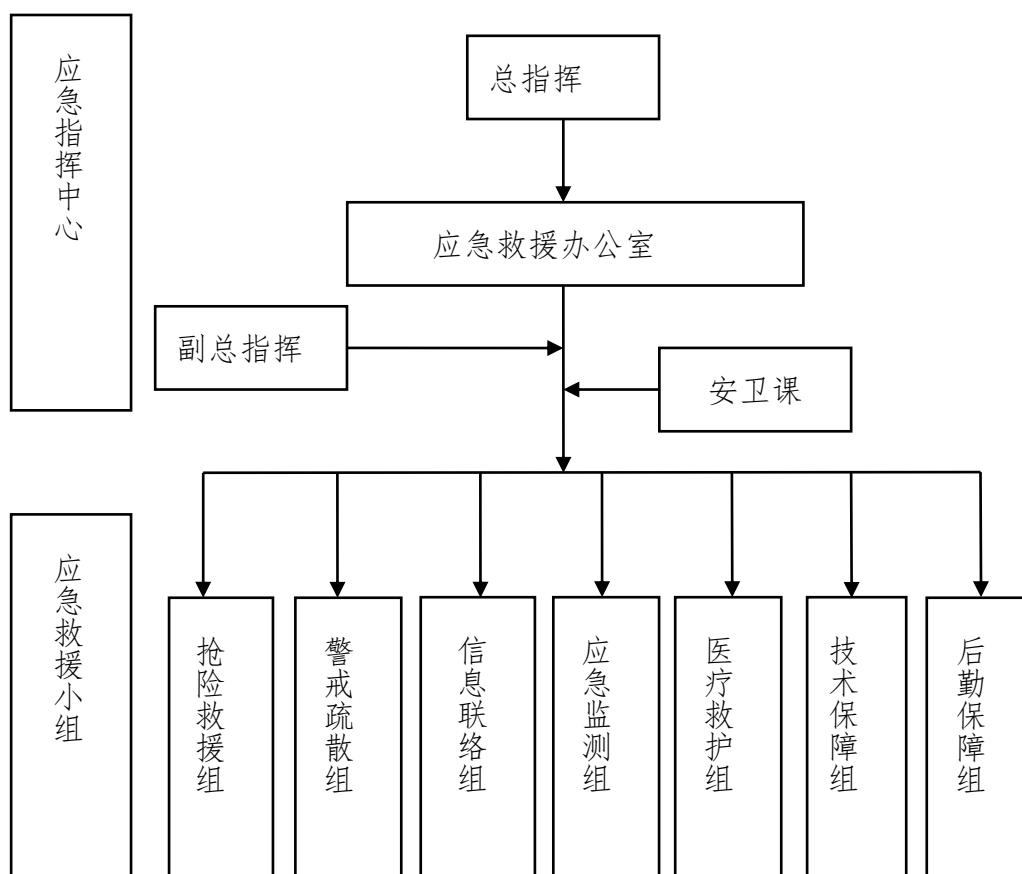 应急指挥中心
总指挥
应急救援办公室
副总指挥
安卫课
应急救援小组
抢险救援组
警戒疏散组
信息联络组
应急监测组
医疗救护组
技术保障组
后勤保障组